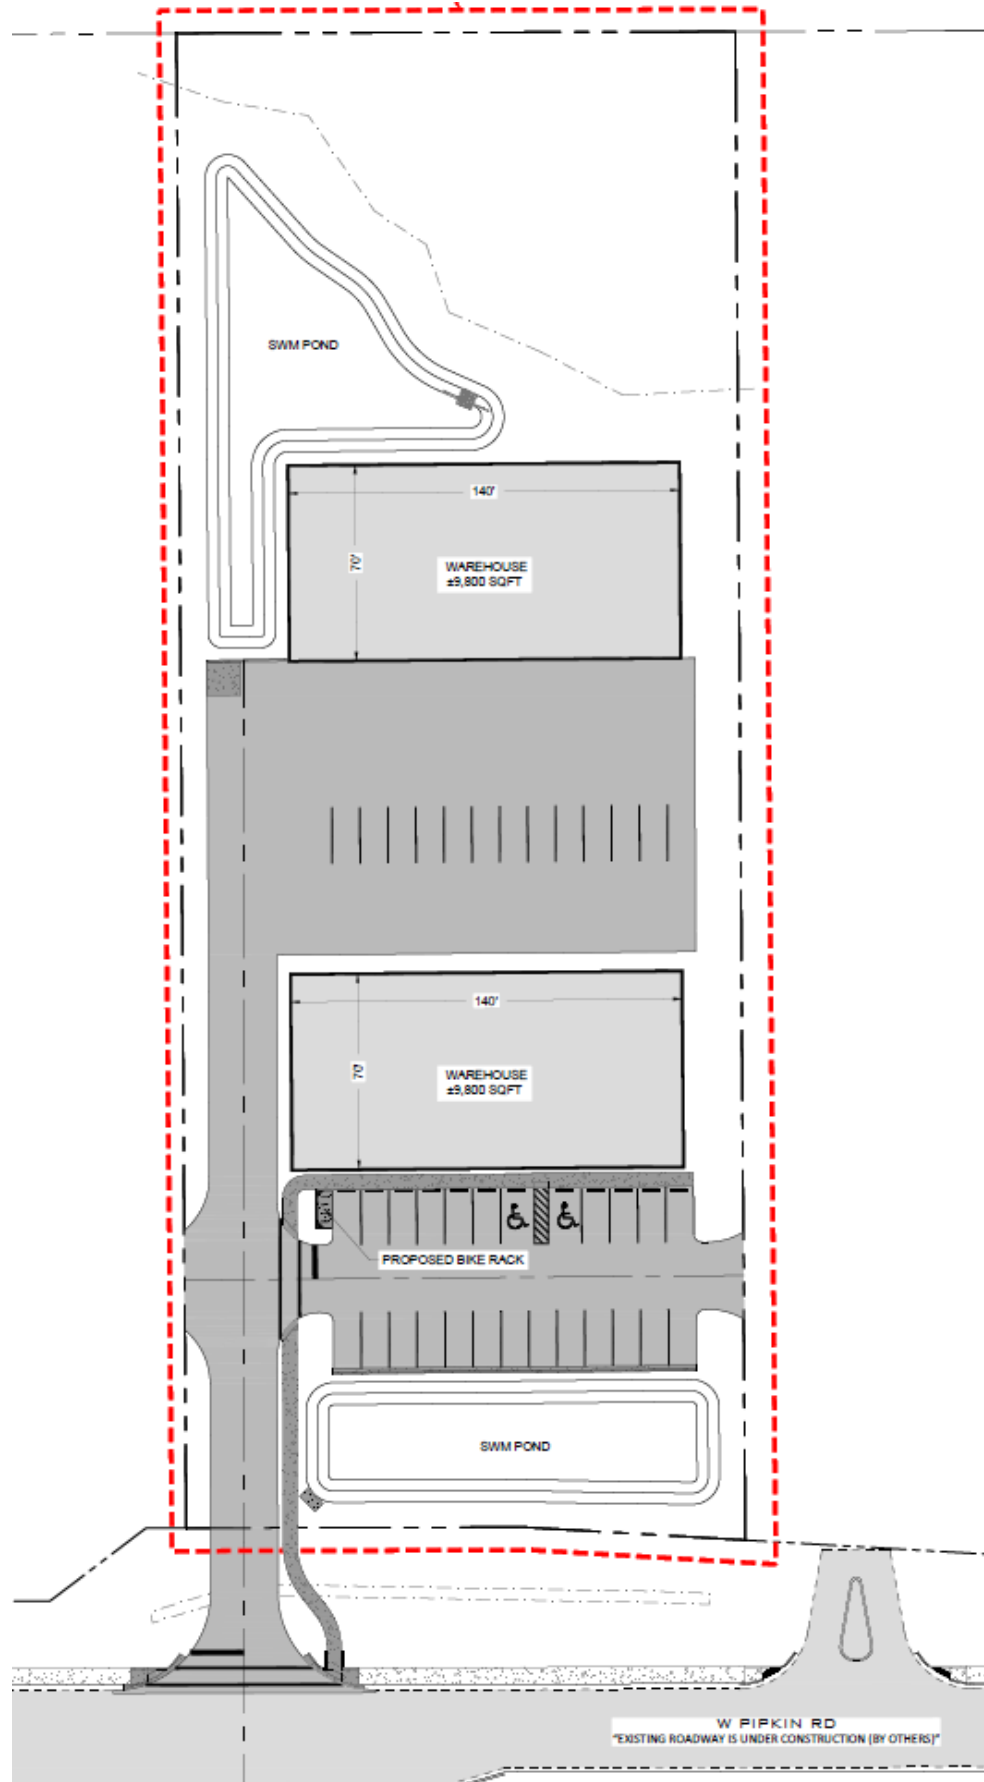 SWM POND
140'
70'
WAREHOUSE
±9,800 SQFT
140'
70'
WAREHOUSE
±9,800 SQFT
PROPOSED BIKE RACK
SWM POND
W PIPKIN RD
"EXISTING ROADWAY IS UNDER CONSTRUCTION (BY OTHERS)"